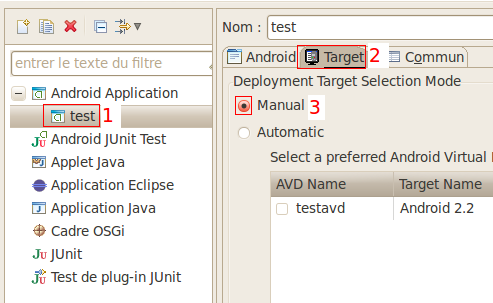 entrer le texte du filtre
Android Application
test 1
Android JUnit Test
Applet Java
Application Eclipse
Application Java
Cadre OSGi
JUnit
Test de plug-in JUnit
Nom : test
Android Target 2 Commun
Deployment Target Selection Mode
Manual 3
Automatic
Select a preferred Android Virtual
AVD Name Target Name
testavd Android 2.2